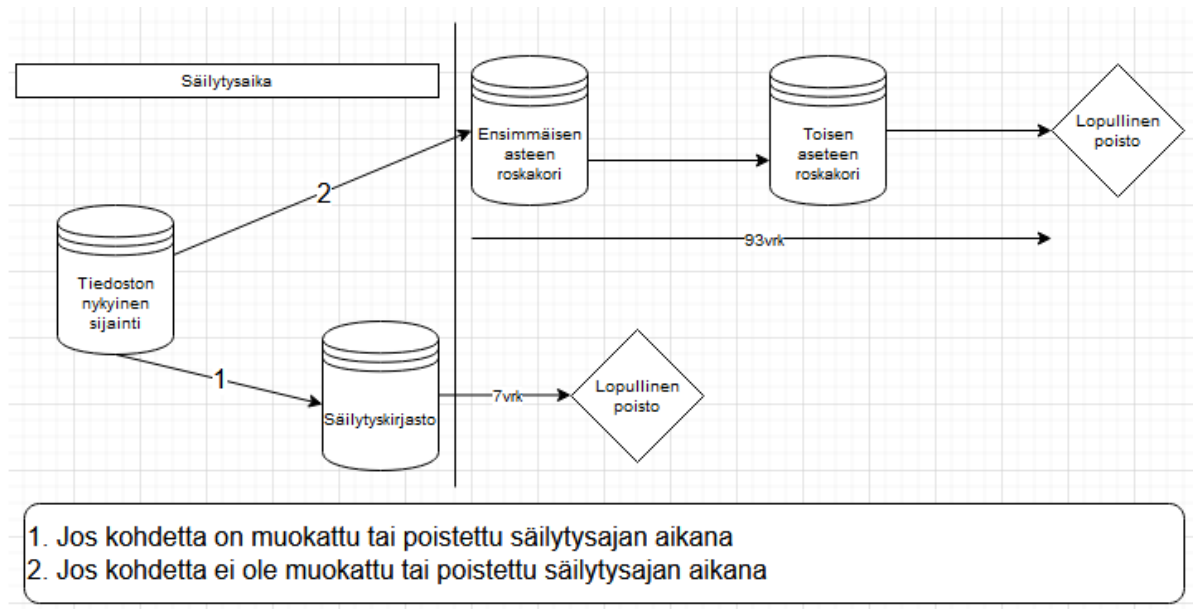 Säilytysaika
Ensimmäisen
asteen
roskakori
Toisen
aseteen
roskakori
Lopullinen
poisto
2
93vrk
Tiedoston
nykyinen
sijainti
1
Säilytyskirjasto
7vrk
Lopullinen
poisto
1. Jos kohdetta on muokattu tai poistettu säilytysajan aikana
2. Jos kohdetta ei ole muokattu tai poistettu säilytysajan aikana